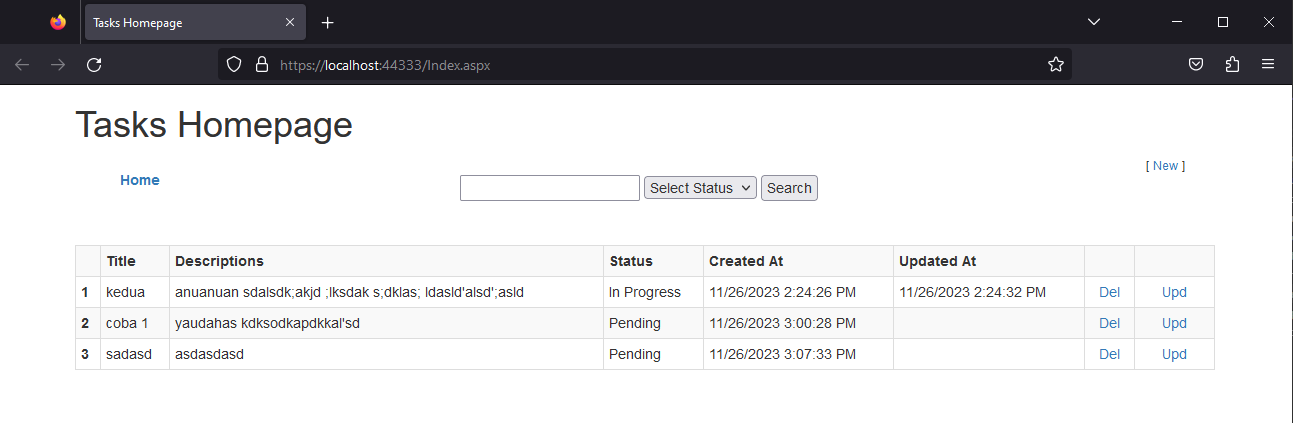 Tasks Homepage
https://localhost:44333/Index.aspx
Tasks Homepage
[ New ]
Home Select Status Search
Title Descriptions Status Created At Updated At
1 kedua anuanuan sdalsdk;akjd ;lksdak s;dklas; ldasld'alsd';asld In Progress 11/26/2023 2:24:26 PM 11/26/2023 2:24:32 PM Del Upd
2 coba 1 yaudahas kdksodkapdkkal'sd Pending 11/26/2023 3:00:28 PM Del Upd
3 sadasd asdasdasd Pending 11/26/2023 3:07:33 PM Del Upd